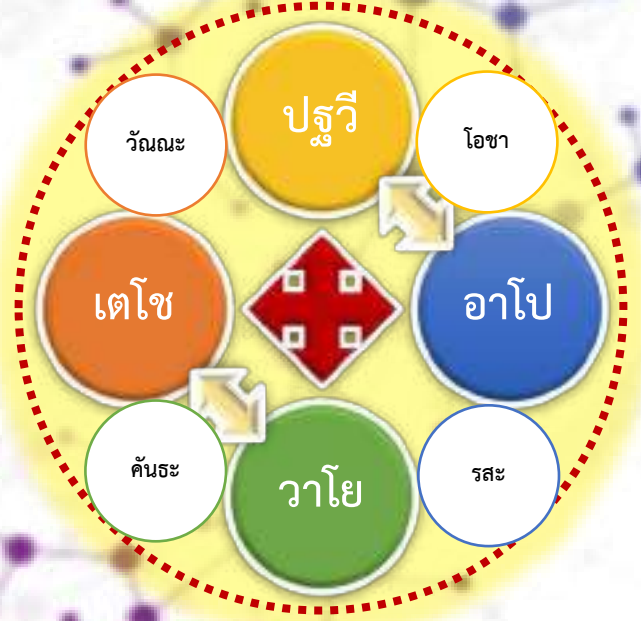 ปฐวี
วัณณะ
โอชา
เตโช
อาโป
คันธะ
รสะ
วาโย